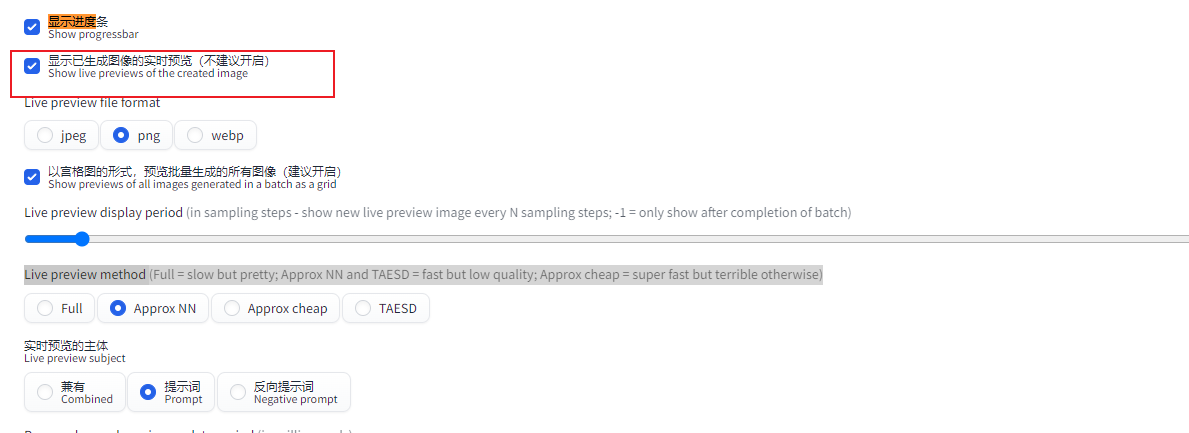 显示进度条
Show progressbar
显示已生成图像的实时预览（不建议开启）
Show live previews of the created image
Live preview file format
jpeg png webp
以宫格图的形式，预览批量生成的所有图像（建议开启）
Show previews of all images generated in a batch as a grid
Live preview display period (in sampling steps - show new live preview image every N sampling steps; -1 = only show after completion of batch)
Live preview method (Full = slow but pretty; Approx NN and TAESD = fast but low quality; Approx cheap = super fast but terrible otherwise)
Full Approx NN Approx cheap TAESD
实时预览的主体
Live preview subject
兼有 提示词 反向提示词
Combined Prompt Negative prompt